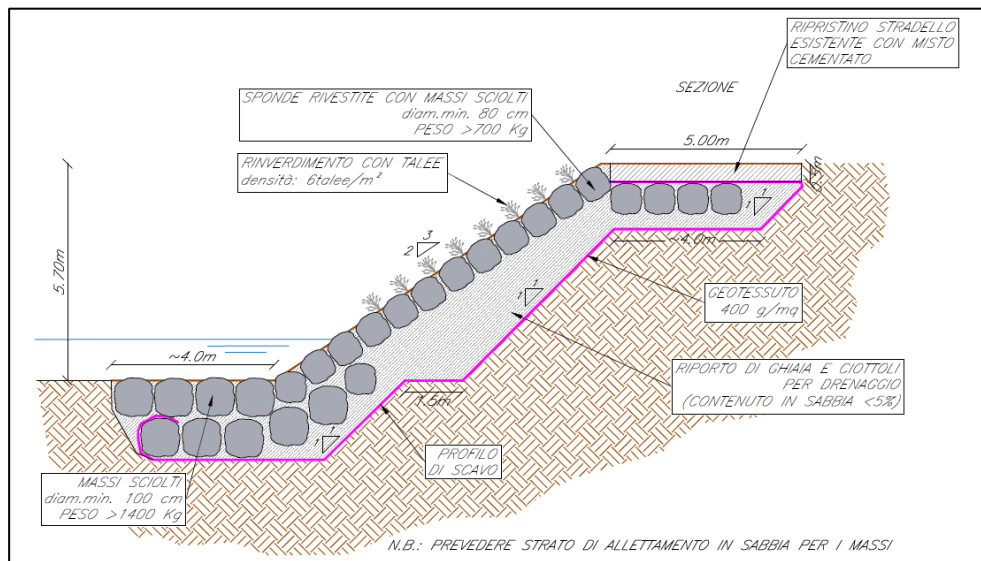 RIPRISTINO STRADELLO
ESISTENTE CON MISTO
CEMENTATO
SEZIONE
SPONDE RIVESTITE CON MASSI SCIOLTI
diam.min. 80 cm
PESO >700 Kg
5.00m
0.5m
RINVERDIMENTO CON TALEE
densità: 6talee/m²
1
1
3
2
~4.0m
5.70m
1
1
GEOTESSUTO
400 g/mq
~4.0m
RIPORTO DI GHIAIA E CIOTTOLI
PER DRENAGGIO
(CONTENUTO IN SABBIA <5%)
1.5m
1
1
PROFILO
DI SCAVO
MASSI SCIOLTI
diam.min. 100 cm
PESO >1400 Kg
N.B.: PREVEDERE STRATO DI ALLETTAMENTO IN SABBIA PER I MASSI